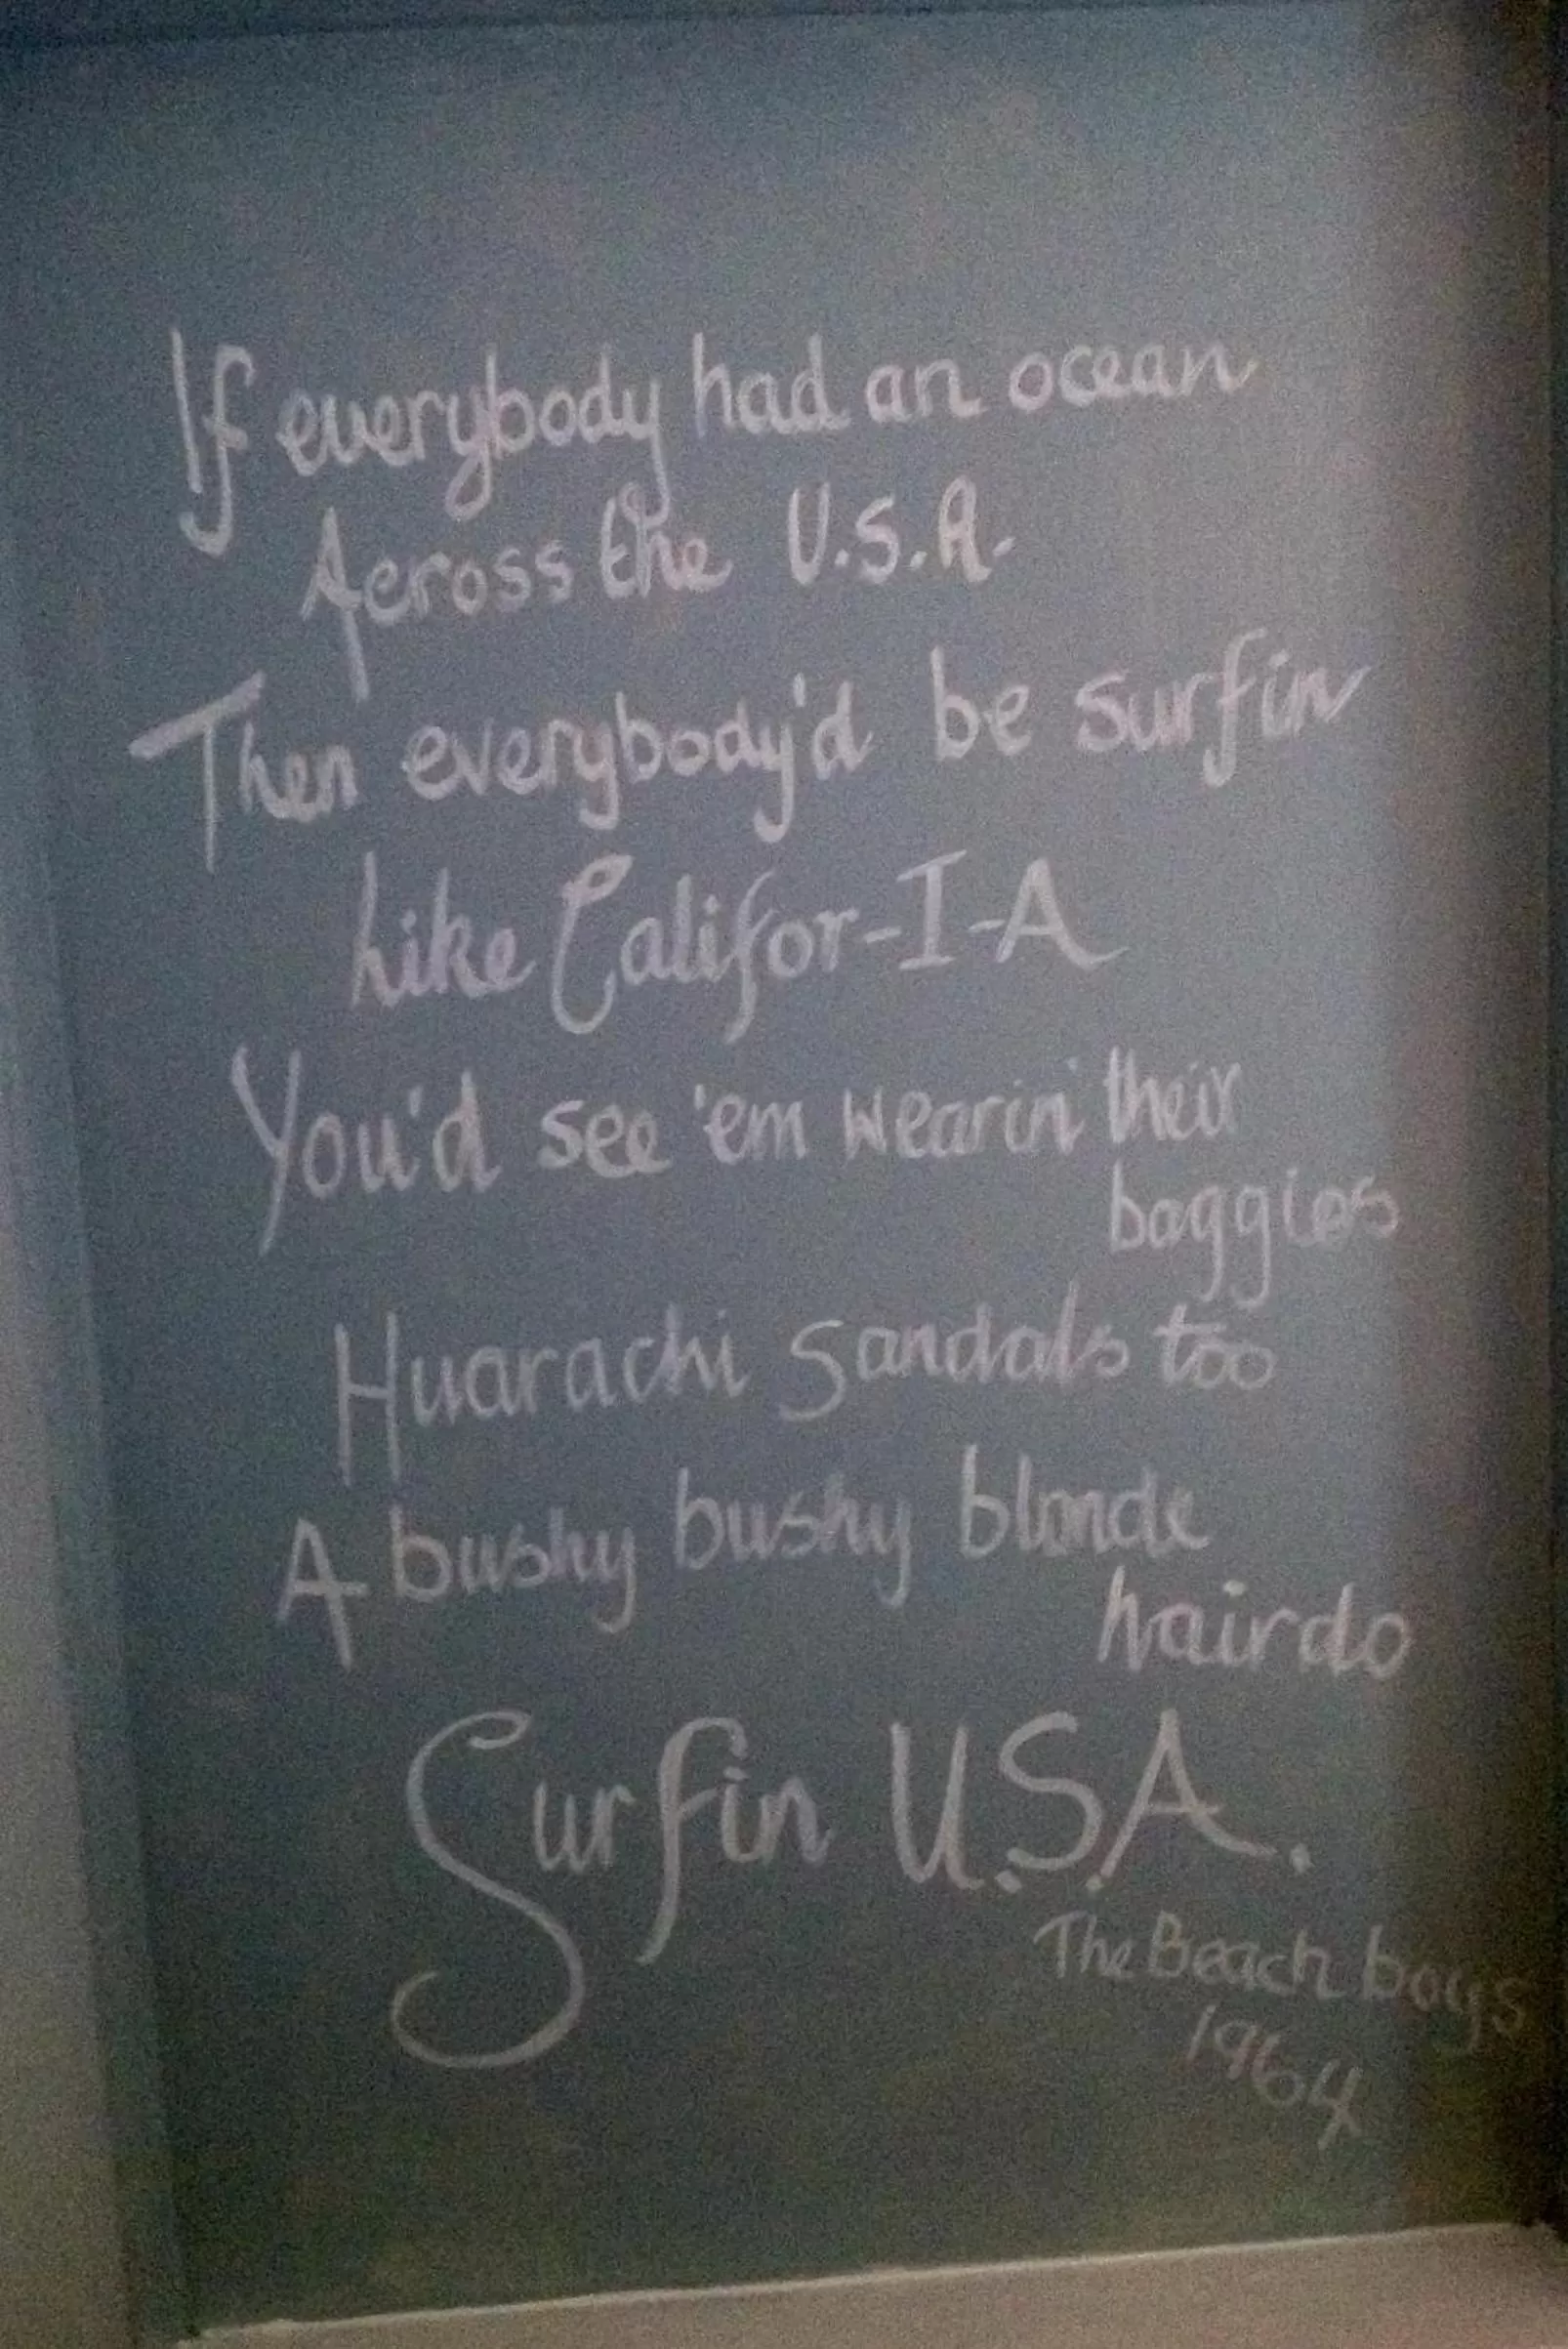 If everybody had an ocean
Across the U.S.A.
Then everybody'd be surfin
Like Califor-I-A
You'd see 'em wearin' their
baggies
Huarachi Sandals too
A bushy bushy blonde
hairdo
Surfin U.S.A.
The Beach boys
1964